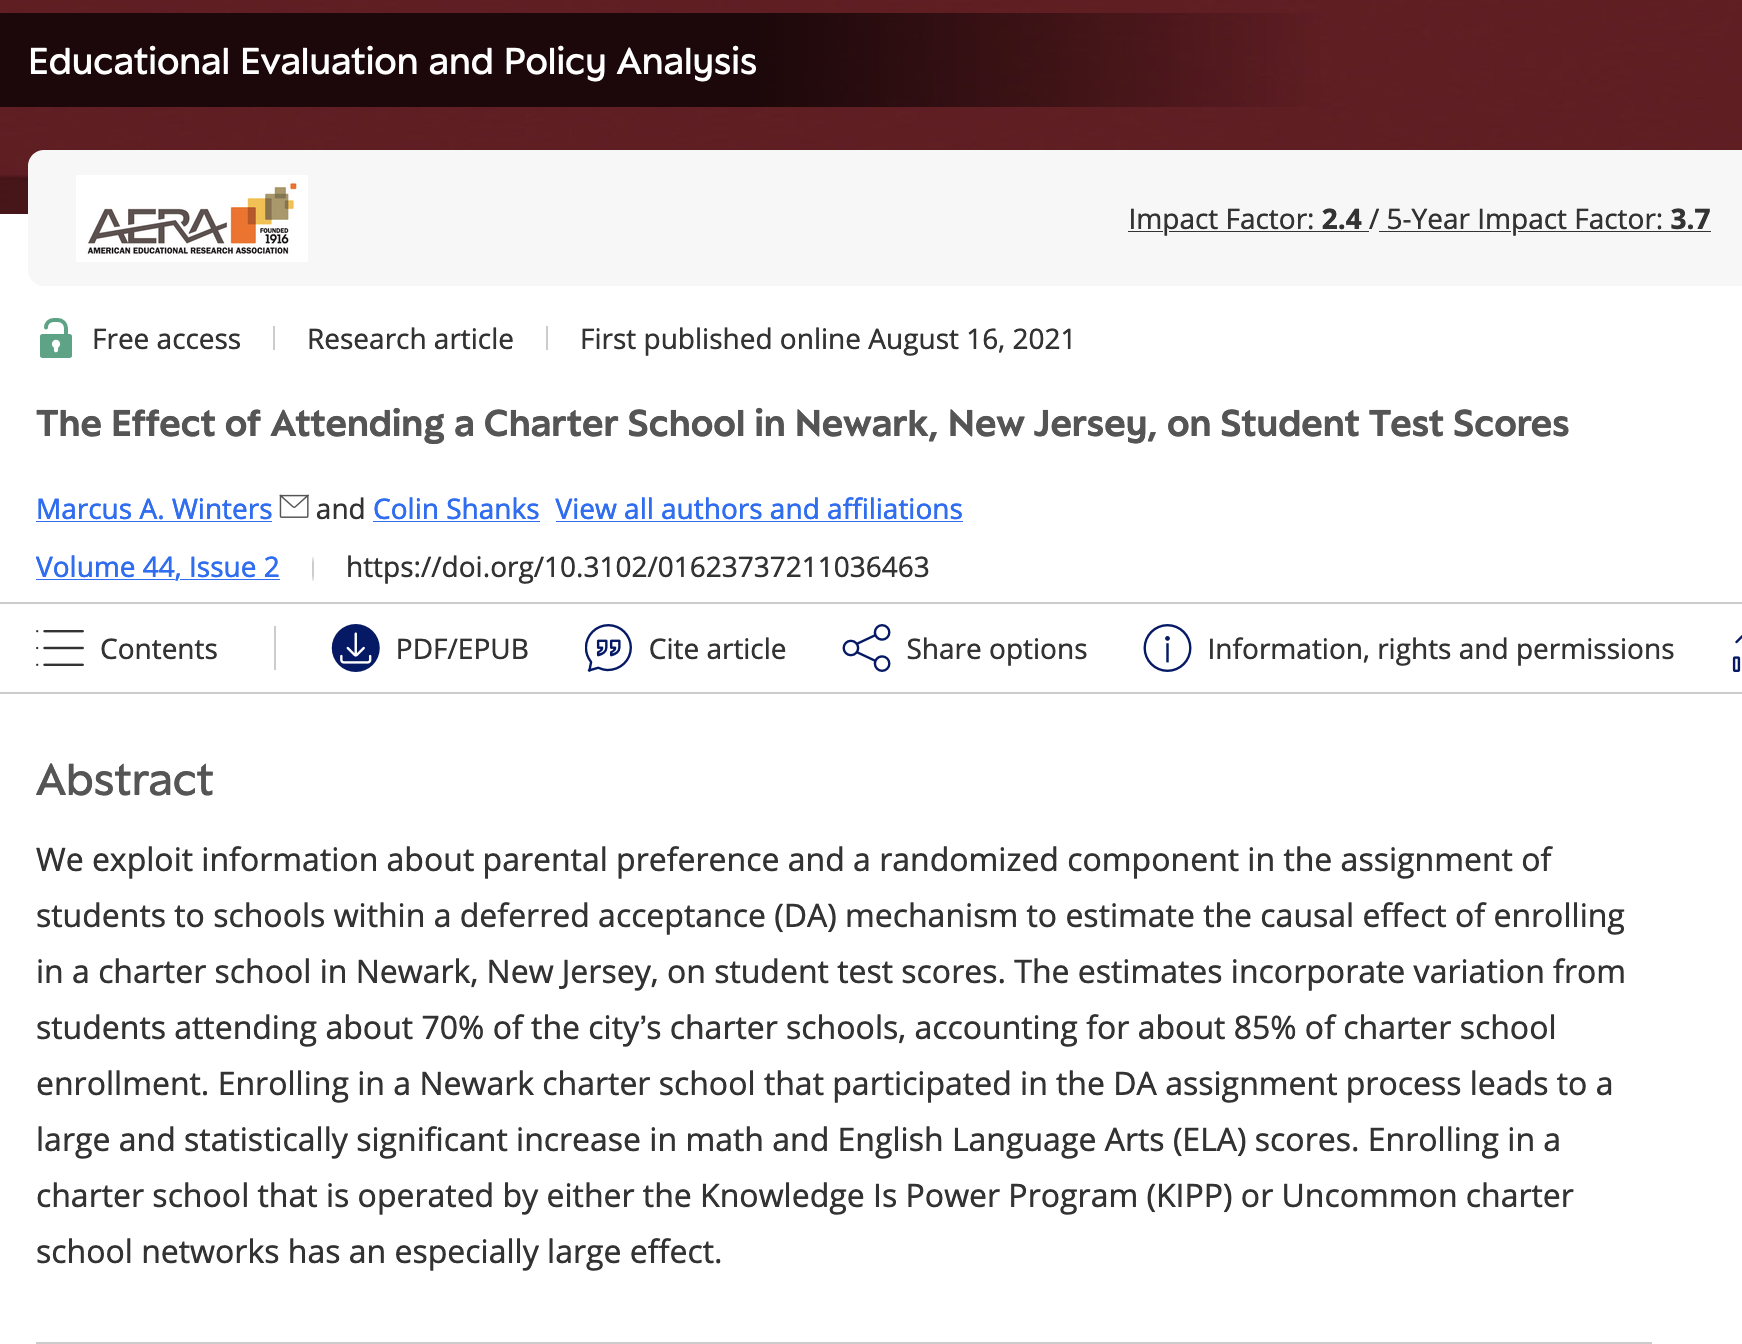 Educational Evaluation and Policy Analysis
AERA
FOUNDED
1916
AMERICAN EDUCATIONAL RESEARCH ASSOCIATION
Impact Factor: 2.4 / 5-Year Impact Factor: 3.7
Free access | Research article | First published online August 16, 2021
The Effect of Attending a Charter School in Newark, New Jersey, on Student Test Scores
Marcus A. Winters and Colin Shanks View all authors and affiliations
Volume 44, Issue 2 | https://doi.org/10.3102/01623737211036463
Contents | PDF/EPUB Cite article Share options Information, rights and permissions
Abstract
We exploit information about parental preference and a randomized component in the assignment of
students to schools within a deferred acceptance (DA) mechanism to estimate the causal effect of enrolling
in a charter school in Newark, New Jersey, on student test scores. The estimates incorporate variation from
students attending about 70% of the city’s charter schools, accounting for about 85% of charter school
enrollment. Enrolling in a Newark charter school that participated in the DA assignment process leads to a
large and statistically significant increase in math and English Language Arts (ELA) scores. Enrolling in a
charter school that is operated by either the Knowledge Is Power Program (KIPP) or Uncommon charter
school networks has an especially large effect.